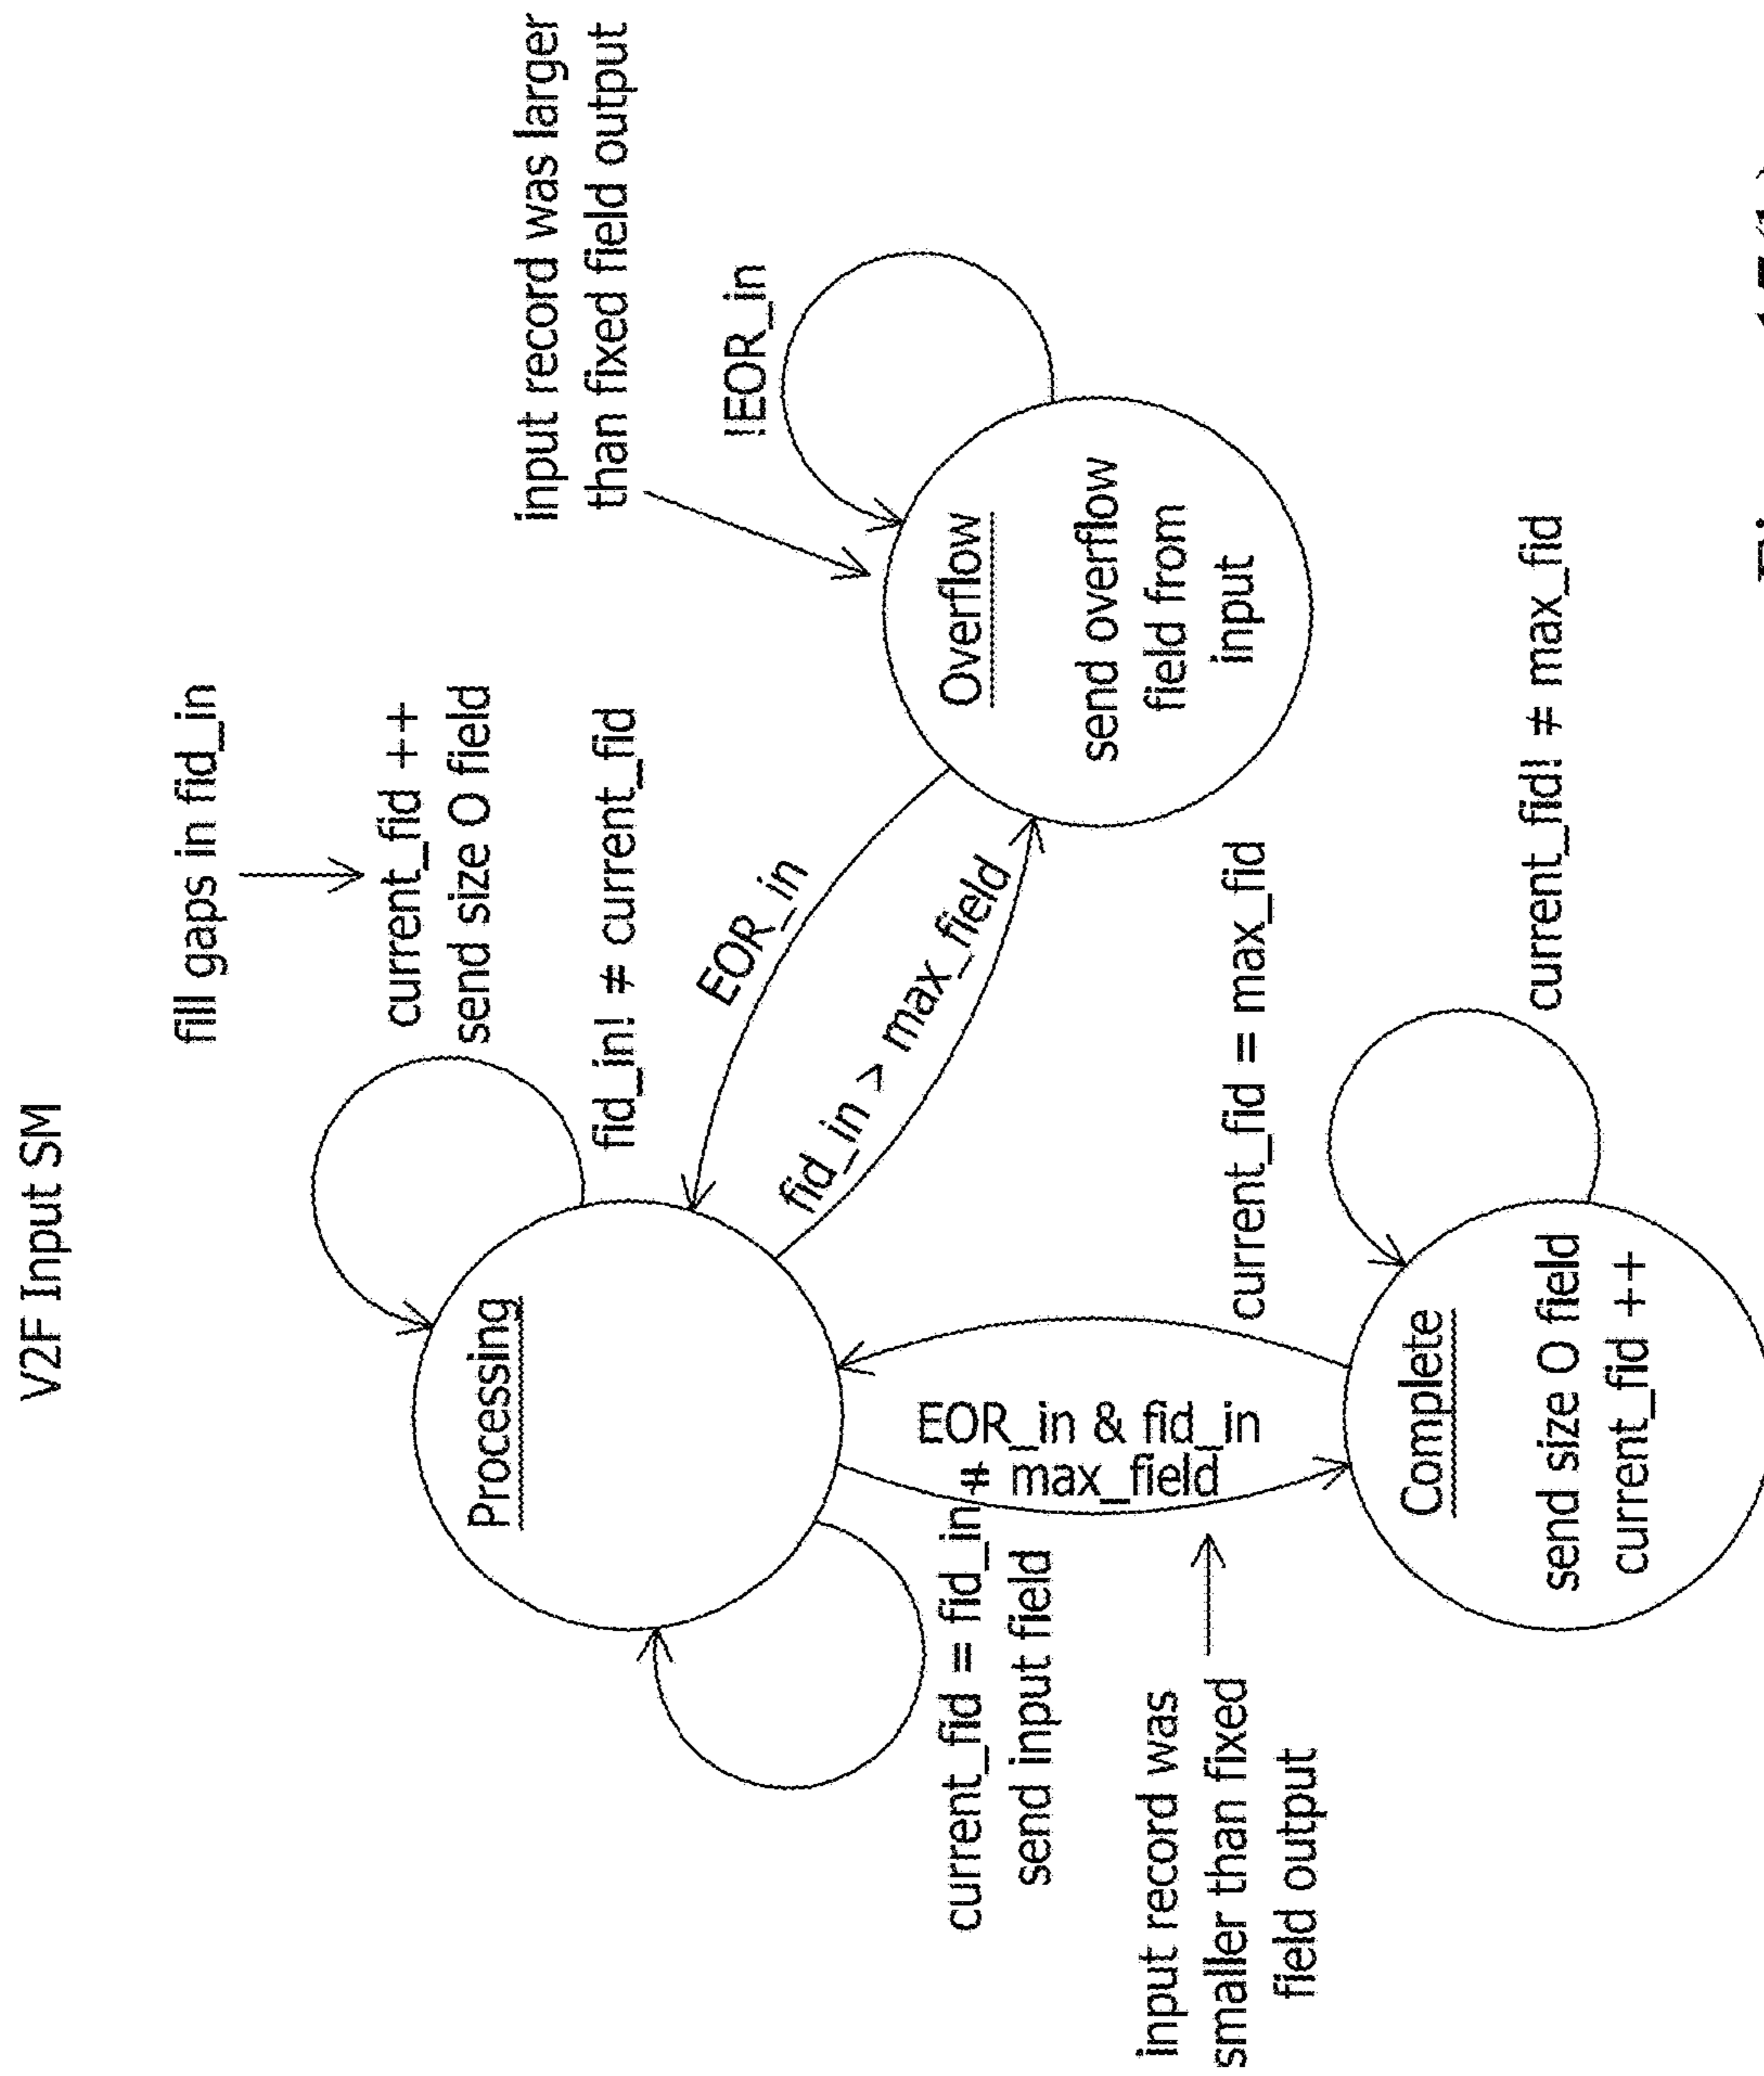 V2F Input SM
fill gaps in fid_in
current_fid ++
send size O field
fid_in! ≠ current_fid
input record was larger
than fixed field output
!EOR_in
Processing
EOR_in
fid_in > max_field
Overflow
send overflow
field from
input
current_fid = fid_in
send input field
EOR_in & fid_in
≠ max_field
current_fid = max_fid
input record was
smaller than fixed
field output
Complete
send size O field
current_fid ++
current_fid! ≠ max_fid